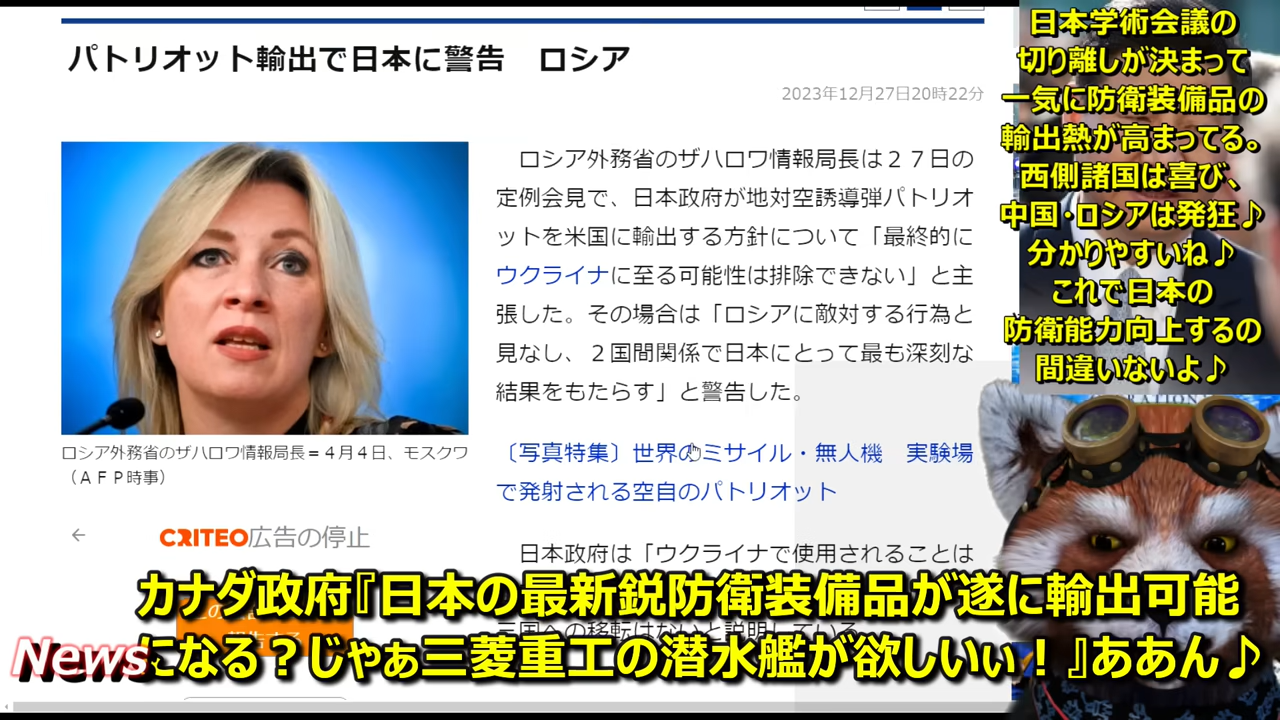 パトリオット輸出で日本に警告　ロシア
2023年12月27日20時22分
ロシア外務省のザハロワ情報局長は２７日の
定例会見で、日本政府が地対空誘導弾パトリオ
ットを米国に輸出する方針について「最終的に
ウクライナに至る可能性は排除できない」と主
張した。その場合は「ロシアに敵対する行為と
見なし、２国間関係で日本にとって最も深刻な
結果をもたらす」と警告した。
〔写真特集〕世界のミサイル・無人機　実験場
で発射される空自のパトリオット
日本政府は「ウクライナで使用されることは
三国への移転はないと説明している
ロシア外務省のザハロワ情報局長＝４月４日、モスクワ
（ＡＦＰ時事）
CRITEO広告の停止
日本学術会議の
切り離しが決まって
一気に防衛装備品の
輸出熱が高まってる。
西側諸国は喜び、
中国・ロシアは発狂♪
分かりやすいね♪
これで日本の
防衛能力向上するの
間違いないよ♪
カナダ政府『日本の最新鋭防衛装備品が遂に輸出可能
になる？じゃぁ三菱重工の潜水艦が欲しいぃ！』ああん♪
News